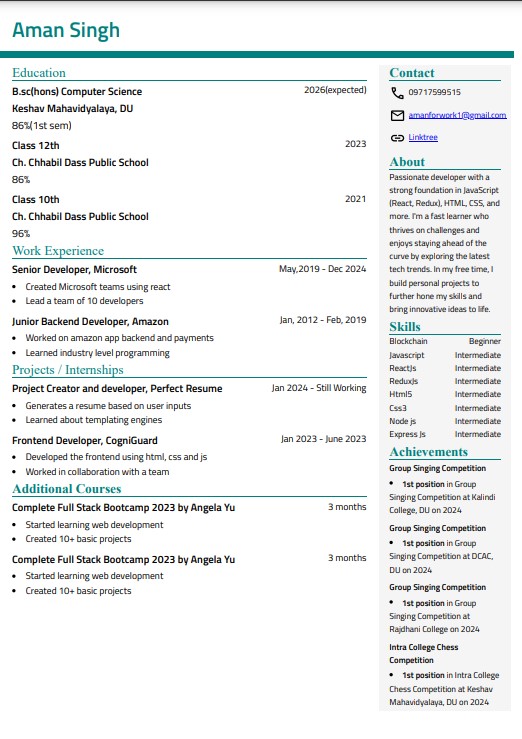 Aman Singh
Education
B.sc(hons) Computer Science 2026(expected)
Keshav Mahavidyalaya, DU
86%(1st sem)
Class 12th 2023
Ch. Chhabil Dass Public School
86%
Class 10th 2021
Ch. Chhabil Dass Public School
96%
Work Experience
Senior Developer, Microsoft May,2019 - Dec 2024
• Created Microsoft teams using react
• Lead a team of 10 developers
Junior Backend Developer, Amazon Jan, 2012 - Feb, 2019
• Worked on amazon app backend and payments
• Learned industry level programming
Projects / Internships
Project Creator and developer, Perfect Resume Jan 2024 - Still Working
• Generates a resume based on user inputs
• Learned about templating engines
Frontend Developer, CogniGuard Jan 2023 - June 2023
• Developed the frontend using html, css and js
• Worked in collaboration with a team
Additional Courses
Complete Full Stack Bootcamp 2023 by Angela Yu 3 months
• Started learning web development
• Created 10+ basic projects
Complete Full Stack Bootcamp 2023 by Angela Yu 3 months
• Started learning web development
• Created 10+ basic projects
Contact
09717599515
amanforwork1@gmail.com
Linktree
About
Passionate developer with a
strong foundation in JavaScript
(React, Redux), HTML, CSS, and
more. I'm a fast learner who
thrives on challenges and
enjoys staying ahead of the
curve by exploring the latest
tech trends. In my free time, I
build personal projects to
further hone my skills and
bring innovative ideas to life.
Skills
Blockchain Beginner
Javascript Intermediate
ReactJs Intermediate
ReduxJs Intermediate
Html5 Intermediate
Css3 Intermediate
Node js Intermediate
Express Js Intermediate
Achievements
Group Singing Competition
• 1st position in Group
Singing Competition at Kalindi
College, DU on 2024
Group Singing Competition
• 1st position in Group
Singing Competition at DCAC,
DU on 2024
Group Singing Competition
• 1st position in Group
Singing Competition at
Rajdhani College on 2024
Intra College Chess
Competition
• 1st position in Intra College
Chess Competition at Keshav
Mahavidyalaya, DU on 2024